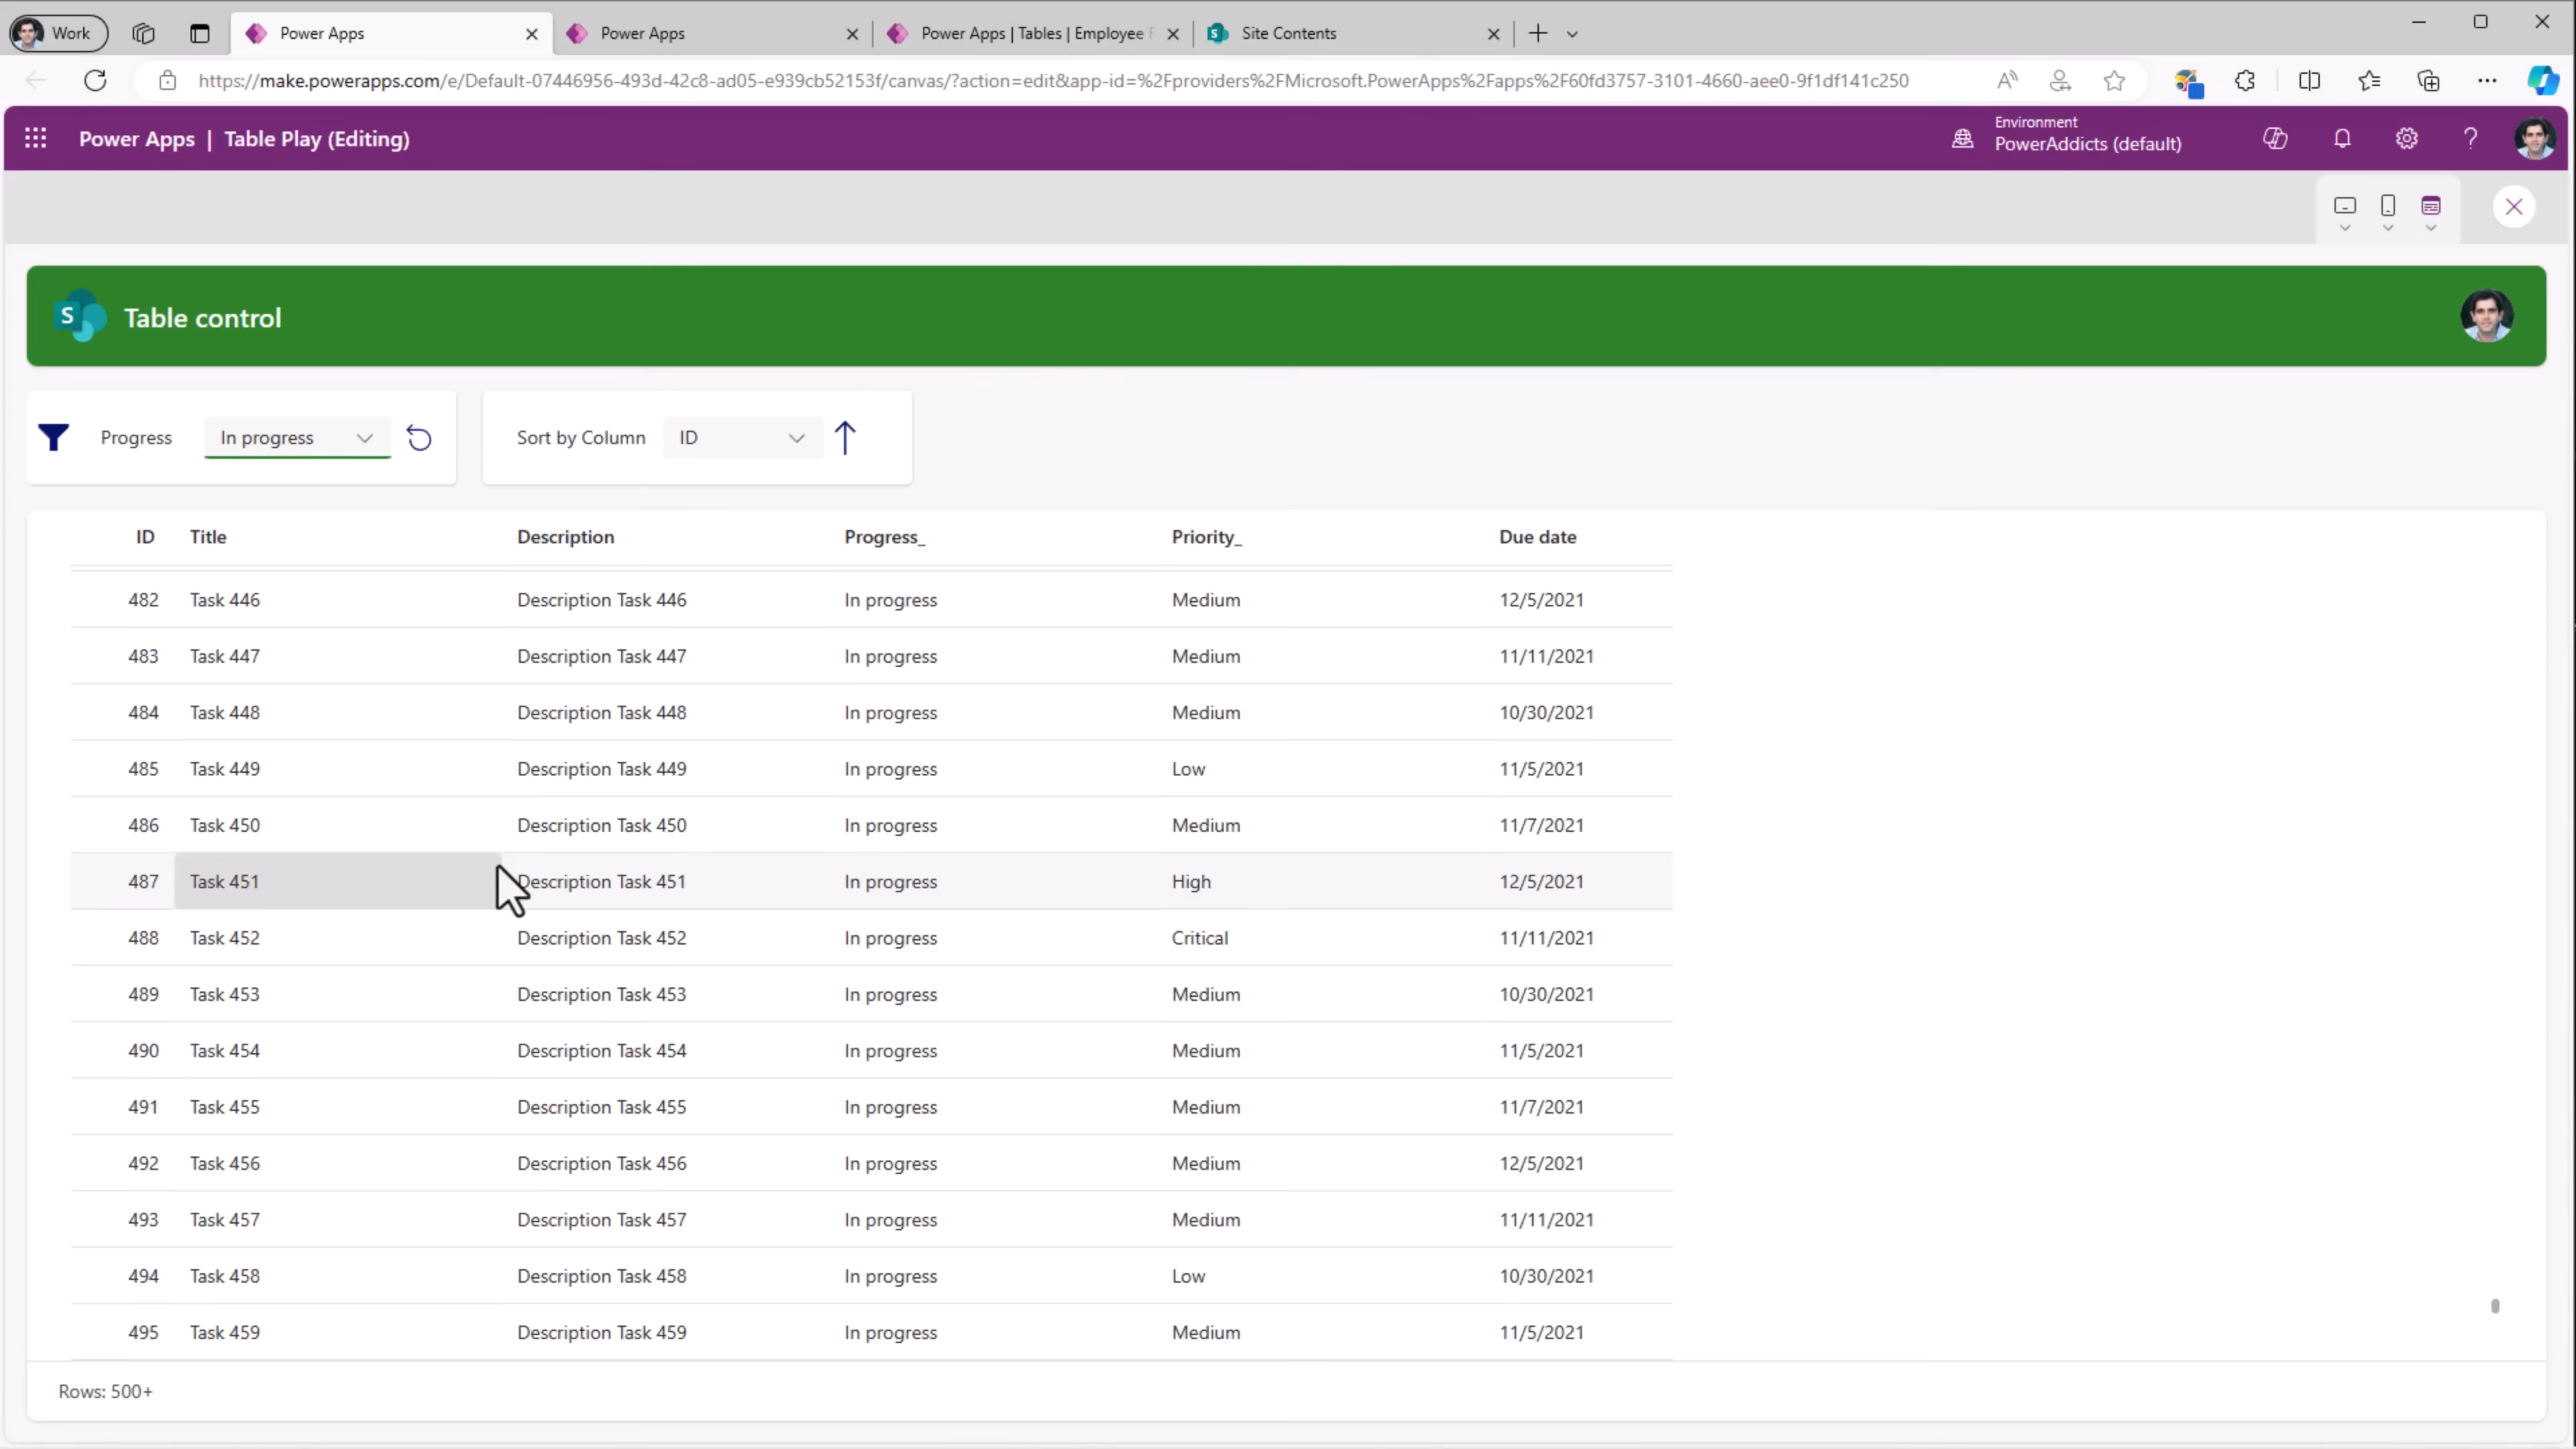 Work
Power Apps
Power Apps
Power Apps | Tables | Employee
Site Contents
https://make.powerapps.com/e/Default-07446956-493d-42c8-ad05-e939cb52153f/canvas/?action=edit&app-id=%2Fproviders%2FMicrosoft.PowerApps%2Fapps%2F60fd3757-3101-4660-aee0-9f1df141c250
Power Apps | Table Play (Editing)
Environment
PowerAddicts (default)
S Table control
Progress In progress
Sort by Column ID
ID Title Description Progress_ Priority_ Due date
482 Task 446 Description Task 446 In progress Medium 12/5/2021
483 Task 447 Description Task 447 In progress Medium 11/11/2021
484 Task 448 Description Task 448 In progress Medium 10/30/2021
485 Task 449 Description Task 449 In progress Low 11/5/2021
486 Task 450 Description Task 450 In progress Medium 11/7/2021
487 Task 451 Description Task 451 In progress High 12/5/2021
488 Task 452 Description Task 452 In progress Critical 11/11/2021
489 Task 453 Description Task 453 In progress Medium 10/30/2021
490 Task 454 Description Task 454 In progress Medium 11/5/2021
491 Task 455 Description Task 455 In progress Medium 11/7/2021
492 Task 456 Description Task 456 In progress Medium 12/5/2021
493 Task 457 Description Task 457 In progress Medium 11/11/2021
494 Task 458 Description Task 458 In progress Low 10/30/2021
495 Task 459 Description Task 459 In progress Medium 11/5/2021
Rows: 500+